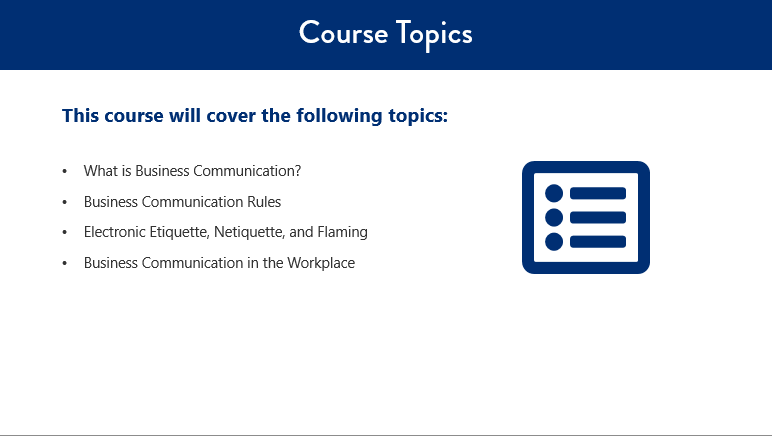 Course Topics
This course will cover the following topics:
• What is Business Communication?
• Business Communication Rules
• Electronic Etiquette, Netiquette, and Flaming
• Business Communication in the Workplace